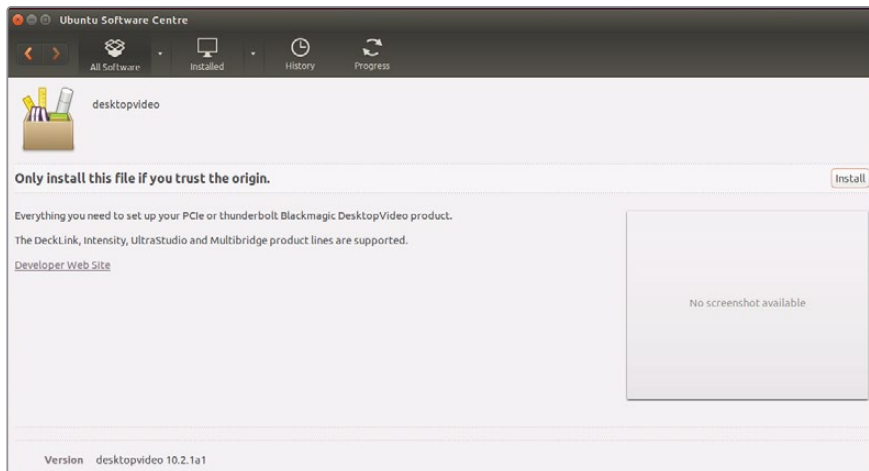 Ubuntu Software Centre
All Software
Installed
History
Progress
desktopvideo
Only install this file if you trust the origin.
Install
Everything you need to set up your PCIe or thunderbolt Blackmagic DesktopVideo product.
The DeckLink, Intensity, UltraStudio and Multibridge product lines are supported.
Developer Web Site
No screenshot available
Version desktopvideo 10.2.1a1